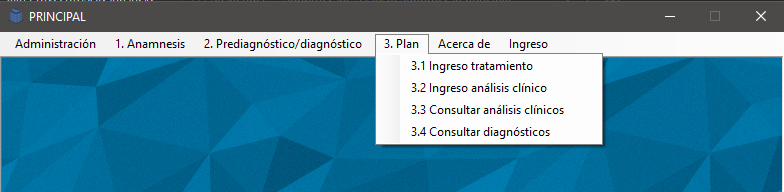 PRINCIPAL
Administración 1. Anamnesis 2. Prediagnóstico/diagnóstico 3. Plan Acerca de Ingreso
3.1 Ingreso tratamiento
3.2 Ingreso análisis clínico
3.3 Consultar análisis clínicos
3.4 Consultar diagnósticos